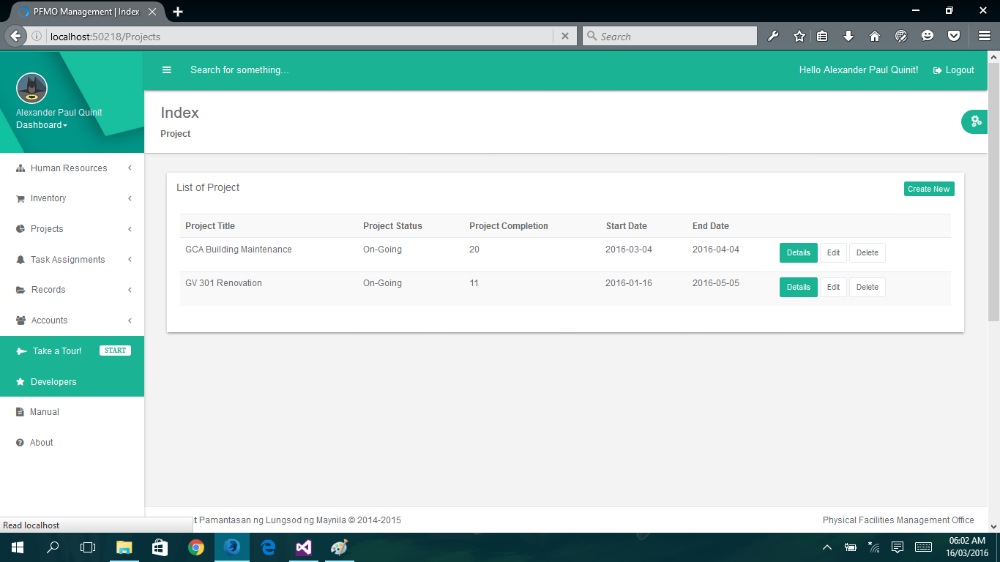 PFMO Management | Index
localhost:50218/Projects
Search
Search for something...
Hello Alexander Paul Quinit!
Logout
Alexander Paul Quinit
Dashboard
Index
Project
Human Resources
Inventory
Projects
Task Assignments
Records
Accounts
Take a Tour! START
Developers
Manual
About
List of Project
Create New
Project Title Project Status Project Completion Start Date End Date
GCA Building Maintenance On-Going 20 2016-03-04 2016-04-04 Details Edit Delete
GV 301 Renovation On-Going 11 2016-01-16 2016-05-05 Details Edit Delete
t Pamantasan ng Lungsod ng Maynila © 2014-2015
Physical Facilities Management Office
Read localhost
06:02 AM
16/03/2016